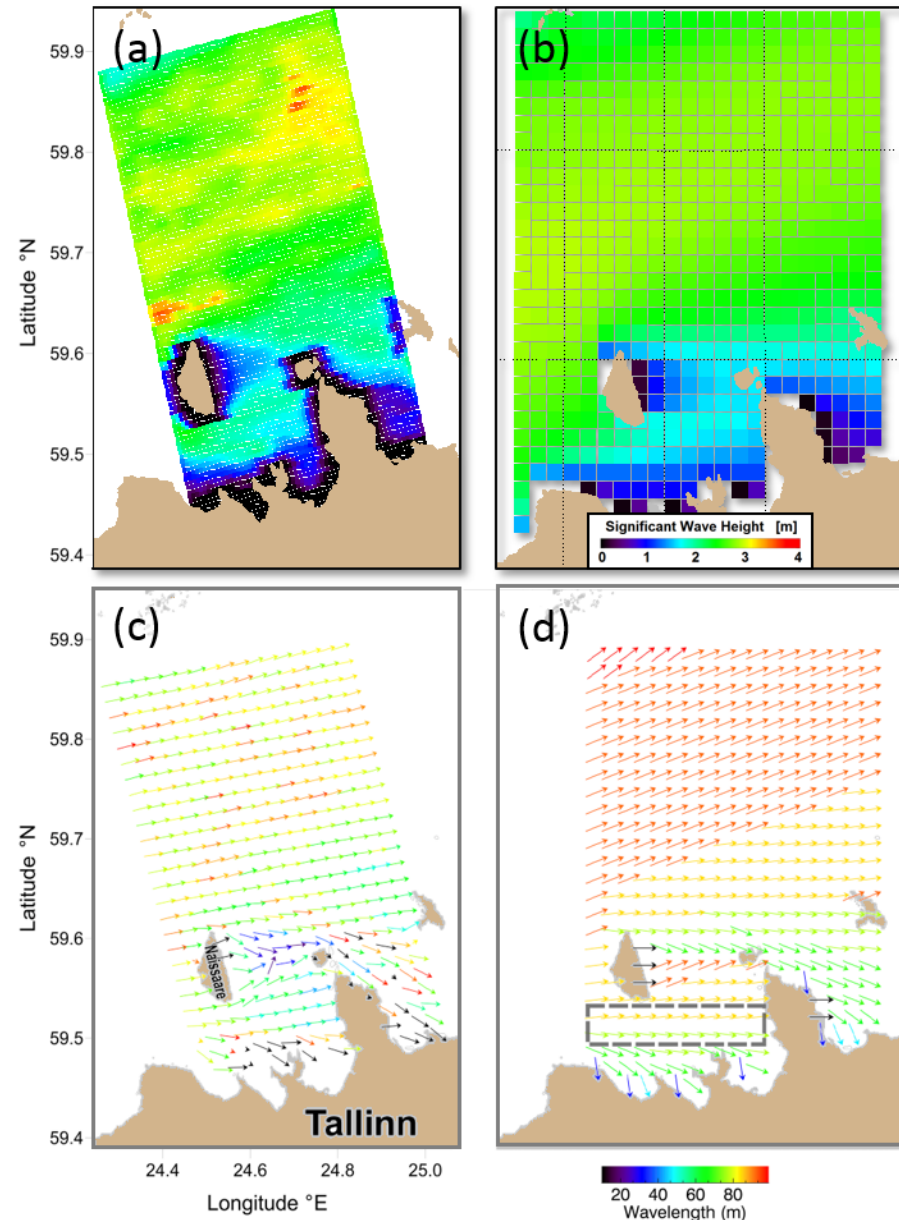 (a)
(b)
59.9
59.8
59.7
59.6
59.5
59.4
Latitude °N
Significant Wave Height [m]
0 1 2 3 4
(c)
(d)
59.9
59.8
59.7
59.6
59.5
59.4
Latitude °N
Naissaare
Tallinn
24.4 24.6 24.8 25.0
Longitude °E
20 40 60 80
Wavelength (m)